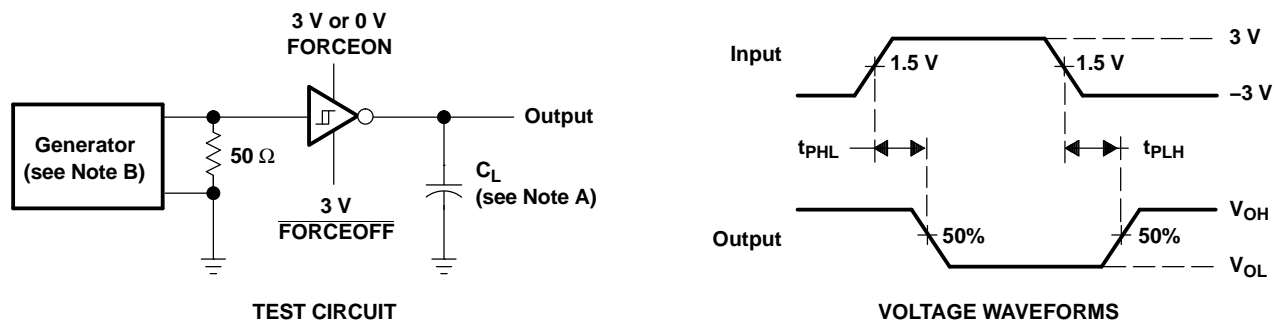 3 V or 0 V
FORCEON
Generator
(see Note B)
50 Ω
Output
C_L
(see Note A)
3 V
FORCEOFF
TEST CIRCUIT
Input
3 V
1.5 V
1.5 V
–3 V
t_PHL
t_PLH
Output
50%
50%
V_OH
V_OL
VOLTAGE WAVEFORMS